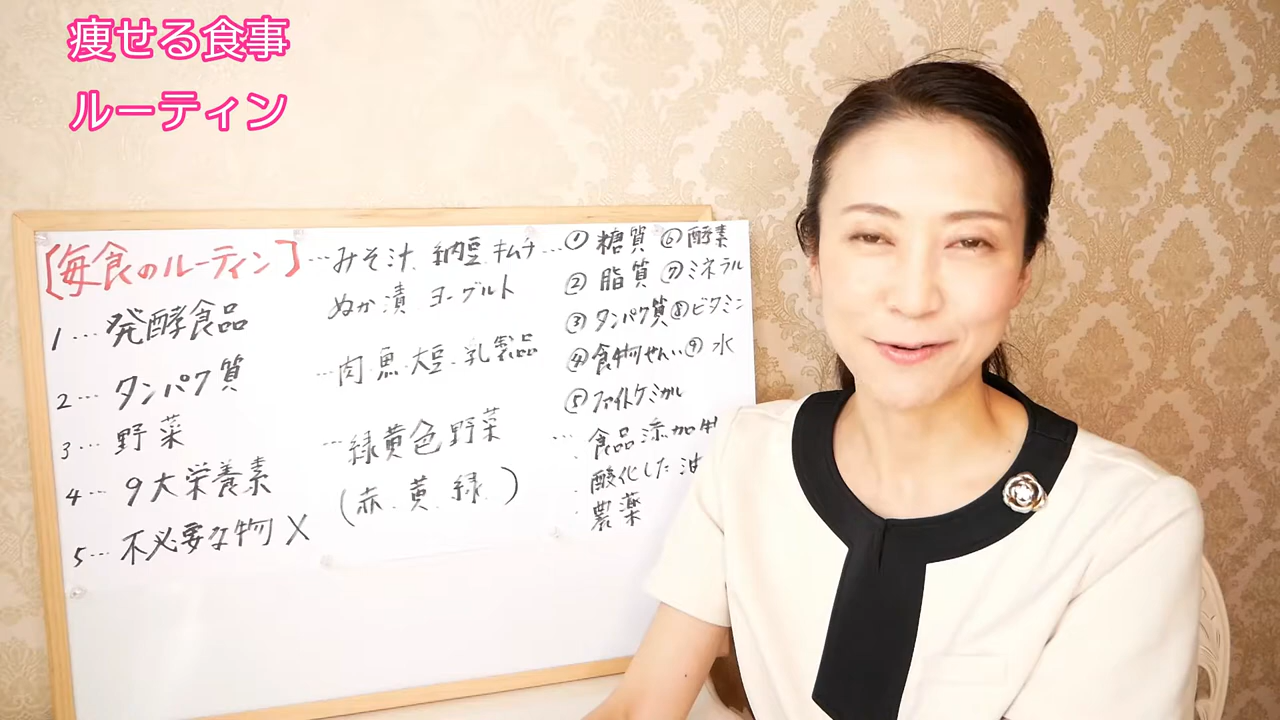 痩せる食事
ルーティン
[毎食のルーティン]
1…発酵食品
2…タンパク質
3…野菜
4…9大栄養素
5…不必要な物 X
…みそ汁 納豆 キムチ…
ぬか漬 ヨーグルト
…肉.魚.大豆.乳製品
…緑黄色野菜
(赤.黄.緑.)
① 糖質 ⑥酵素
② 脂質 ⑦ミネラル
③ タンパク質⑧ビタミン
④食物せんい⑨ 水
⑤ ファイトケミカル
…食品添加物
・酸化した油
・農薬